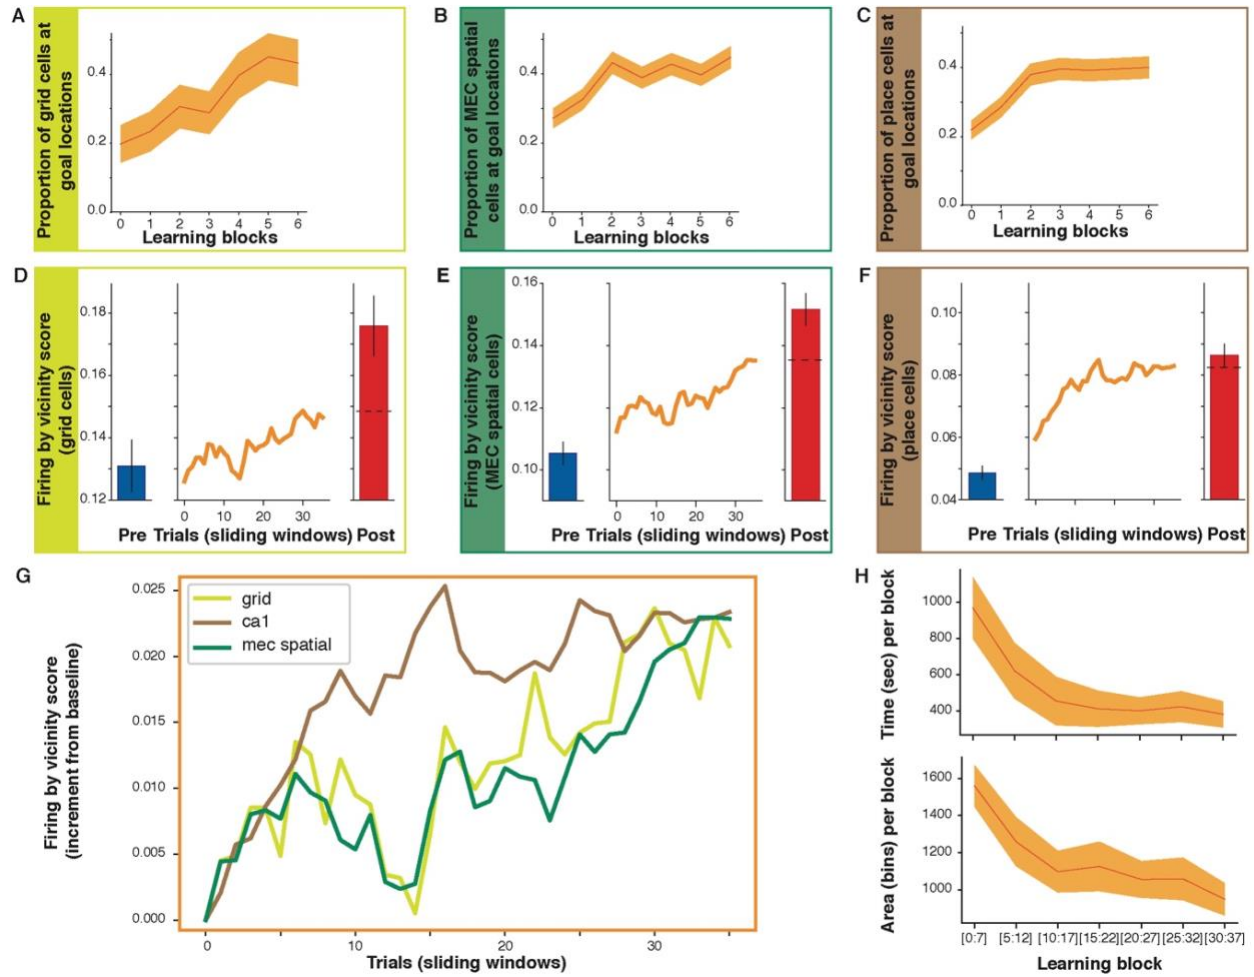 A
Proportion of grid cells at
goal locations
0.4
0.2
0.0
0 1 2 3 4 5 6
Learning blocks
B
Proportion of MEC spatial
cells at goal locations
0.4
0.2
0.0
0 1 2 3 4 5 6
Learning blocks
C
Proportion of place cells at
goal locations
0.4
0.2
0.0
0 1 2 3 4 5 6
Learning blocks
D
Firing by vicinity score
(grid cells)
0.18
0.16
0.14
0.12
0 10 20 30
Pre Trials (sliding windows) Post
E
Firing by vicinity score
(MEC spatial cells)
0.16
0.14
0.12
0.10
0 10 20 30
Pre Trials (sliding windows) Post
F
Firing by vicinity score
(place cells)
0.10
0.08
0.06
0.04
Pre Trials (sliding windows) Post
G
Firing by vicinity score
(increment from baseline)
0.025
0.020
0.015
0.010
0.005
0.000
grid
ca1
mec spatial
0 10 30
Trials (sliding windows)
H
Time (sec) per block
1000
800
600
400
Area (bins) per block
1600
1400
1200
1000
[0:7] [5:12] [10:17] [15:22] [20:27] [25:32] [30:37]
Learning block